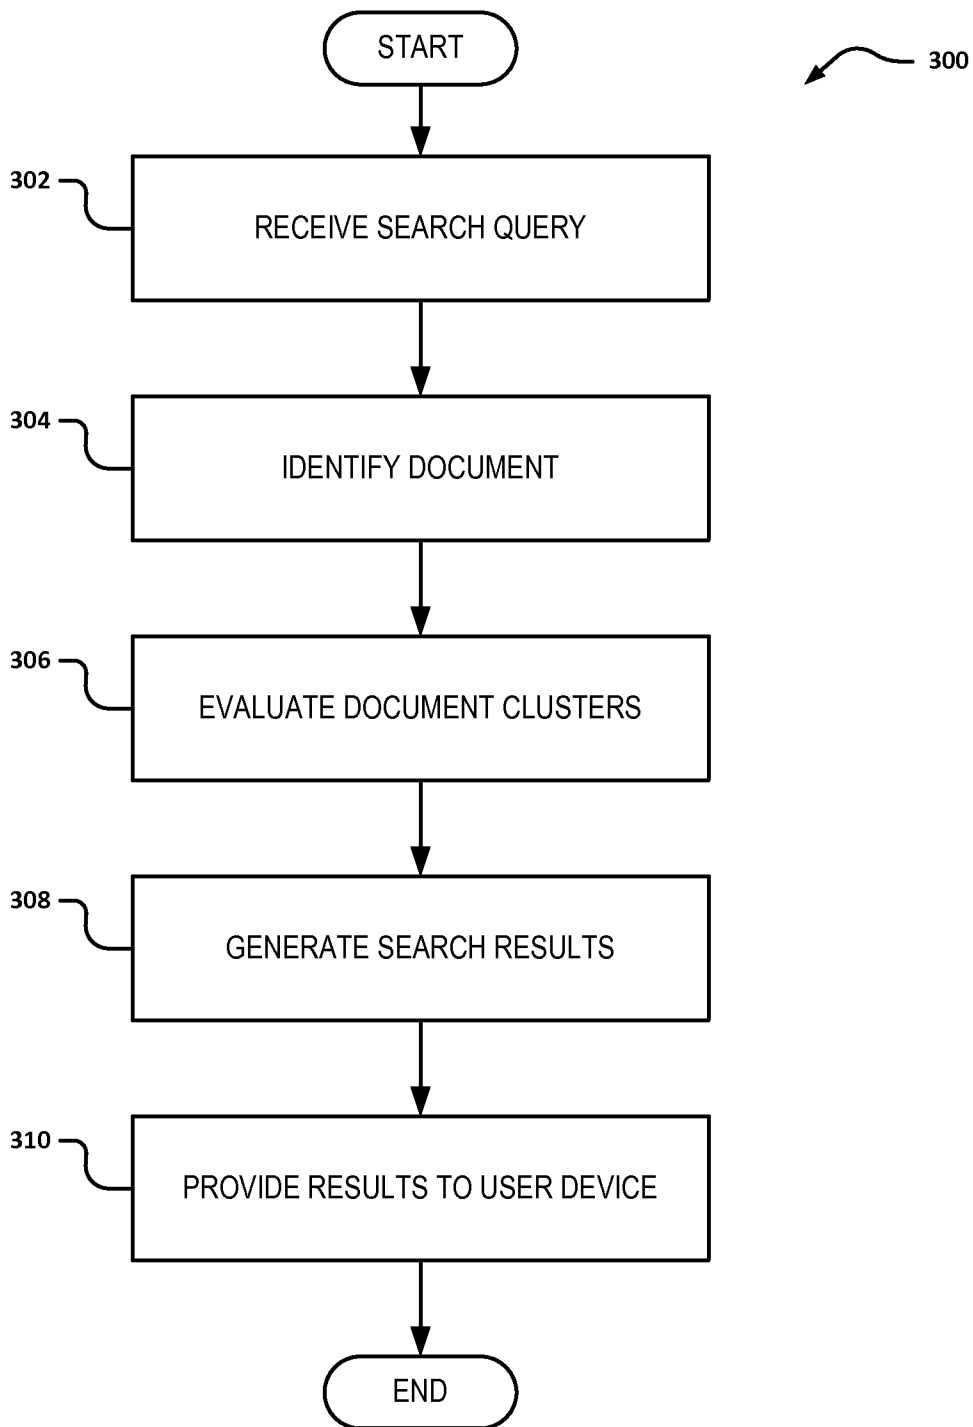 START
300
302
RECEIVE SEARCH QUERY
304
IDENTIFY DOCUMENT
306
EVALUATE DOCUMENT CLUSTERS
308
GENERATE SEARCH RESULTS
310
PROVIDE RESULTS TO USER DEVICE
END